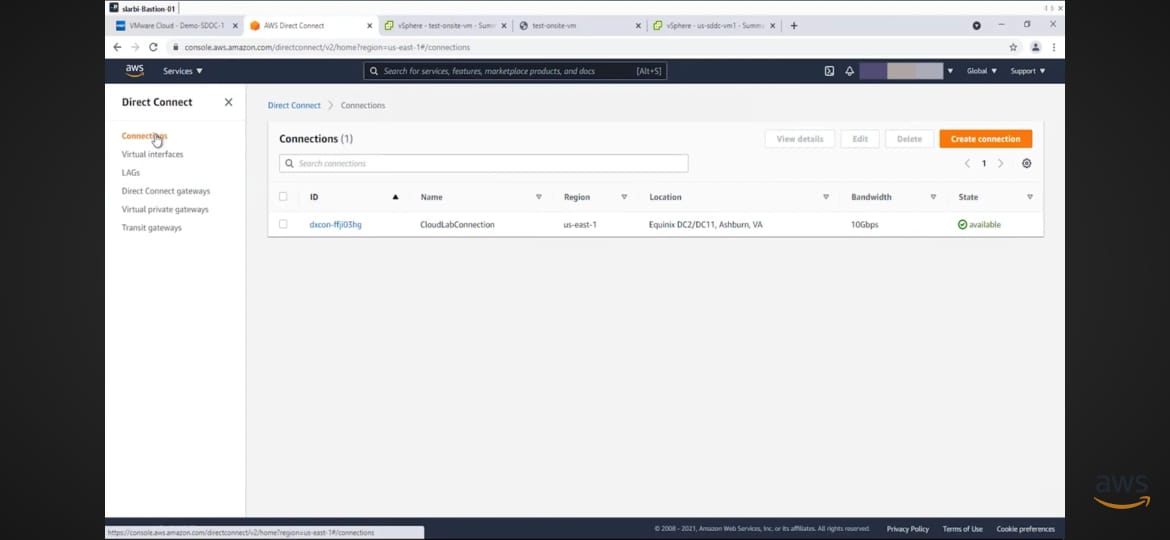 slarbi-Bastion-01
VMware Cloud - Demo-SDDC-1
AWS Direct Connect
vSphere - test-onsite-vm - Summ
test-onsite-vm
vSphere - us-sddc-vm1 - Summa
console.aws.amazon.com/directconnect/v2/home?region=us-east-1#/connections
aws
Services
Search for services, features, marketplace products, and docs
[Alt+S]
Global
Support
Direct Connect
Connections
Virtual interfaces
LAGs
Direct Connect gateways
Virtual private gateways
Transit gateways
Direct Connect > Connections
Connections (1)
View details
Edit
Delete
Create connection
Search connections
1
ID Name Region Location Bandwidth State
dxcon-ffji03hg CloudLabConnection us-east-1 Equinix DC2/DC11, Ashburn, VA 10Gbps available
https://console.aws.amazon.com/directconnect/v2/home?region=us-east-1#/connections
© 2008 - 2021, Amazon Web Services, Inc. or its affiliates. All rights reserved.
Privacy Policy
Terms of Use
Cookie preferences
aws